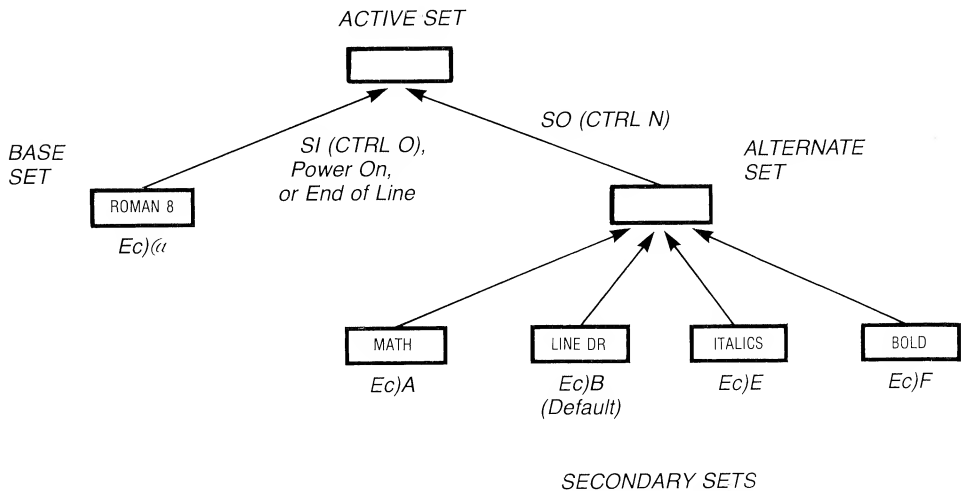 ACTIVE SET
SO (CTRL N)
BASE
SET
SI (CTRL O),
Power On,
or End of Line
ALTERNATE
SET
ROMAN 8
Ec)@
MATH
LINE DR
ITALICS
BOLD
Ec)A
Ec)B
(Default)
Ec)E
Ec)F
SECONDARY SETS